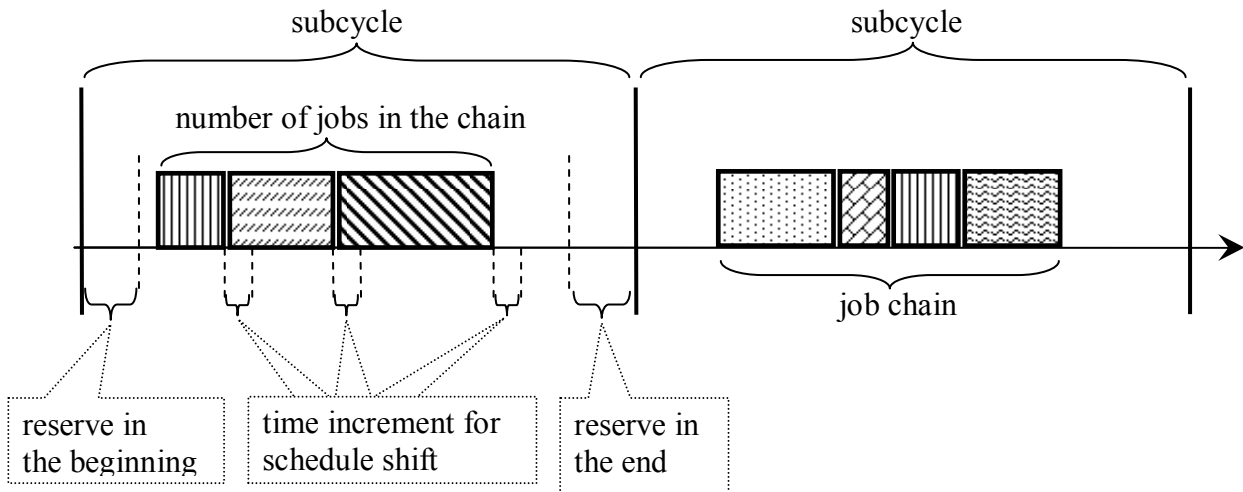 subcycle
subcycle
number of jobs in the chain
job chain
reserve in
the beginning
time increment for
schedule shift
reserve in
the end